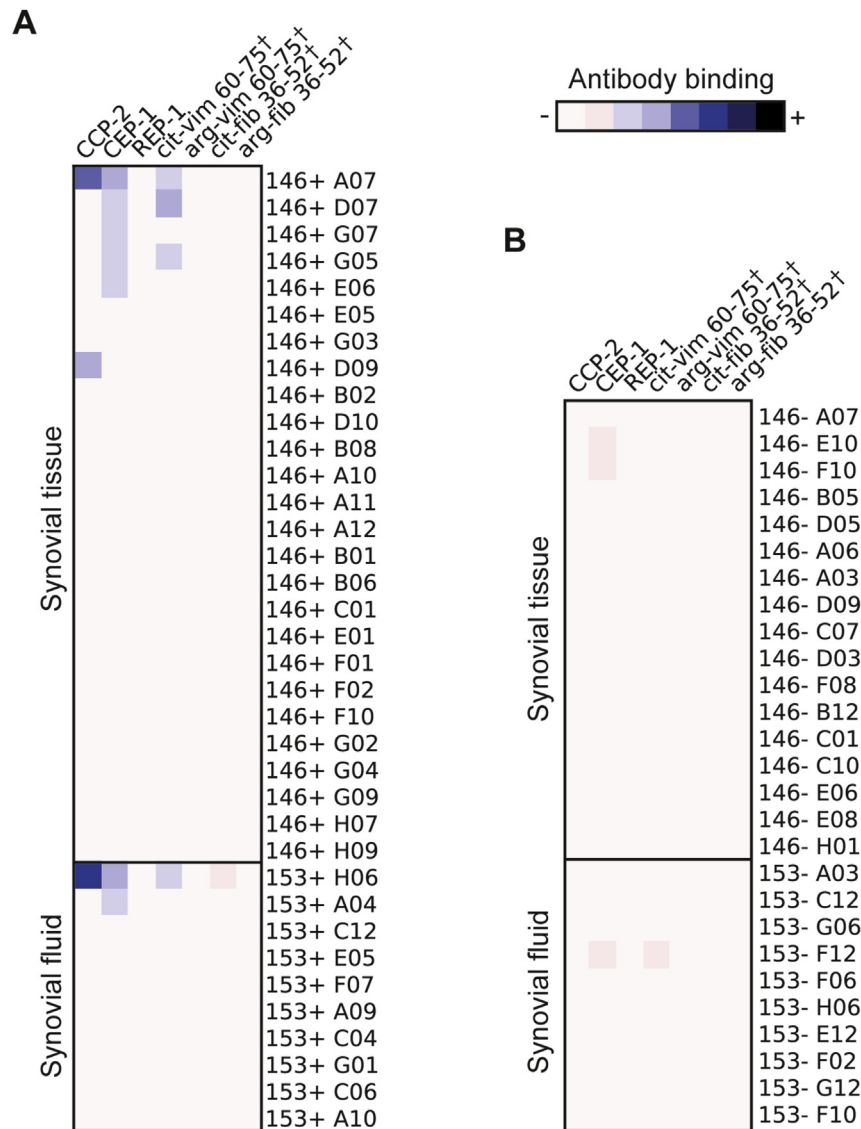 A
CCP-2
CEP-1
REP-1
cit-vim 60-75†
arg-vim 60-75†
cit-fib 36-52†
arg-fib 36-52†
Synovial tissue
146+ A07
146+ D07
146+ G07
146+ G05
146+ E06
146+ E05
146+ G03
146+ D09
146+ B02
146+ D10
146+ B08
146+ A10
146+ A11
146+ A12
146+ B01
146+ B06
146+ C01
146+ E01
146+ F01
146+ F02
146+ F10
146+ G02
146+ G04
146+ G09
146+ H07
146+ H09
Synovial fluid
153+ H06
153+ A04
153+ C12
153+ E05
153+ F07
153+ A09
153+ C04
153+ G01
153+ C06
153+ A10
Antibody binding
- +
B
CCP-2
CEP-1
REP-1
cit-vim 60-75†
arg-vim 60-75†
cit-fib 36-52†
arg-fib 36-52†
Synovial tissue
146- A07
146- E10
146- F10
146- B05
146- D05
146- A06
146- A03
146- D09
146- C07
146- D03
146- F08
146- B12
146- C01
146- C10
146- E06
146- E08
146- H01
Synovial fluid
153- A03
153- C12
153- G06
153- F12
153- F06
153- H06
153- E12
153- F02
153- G12
153- F10